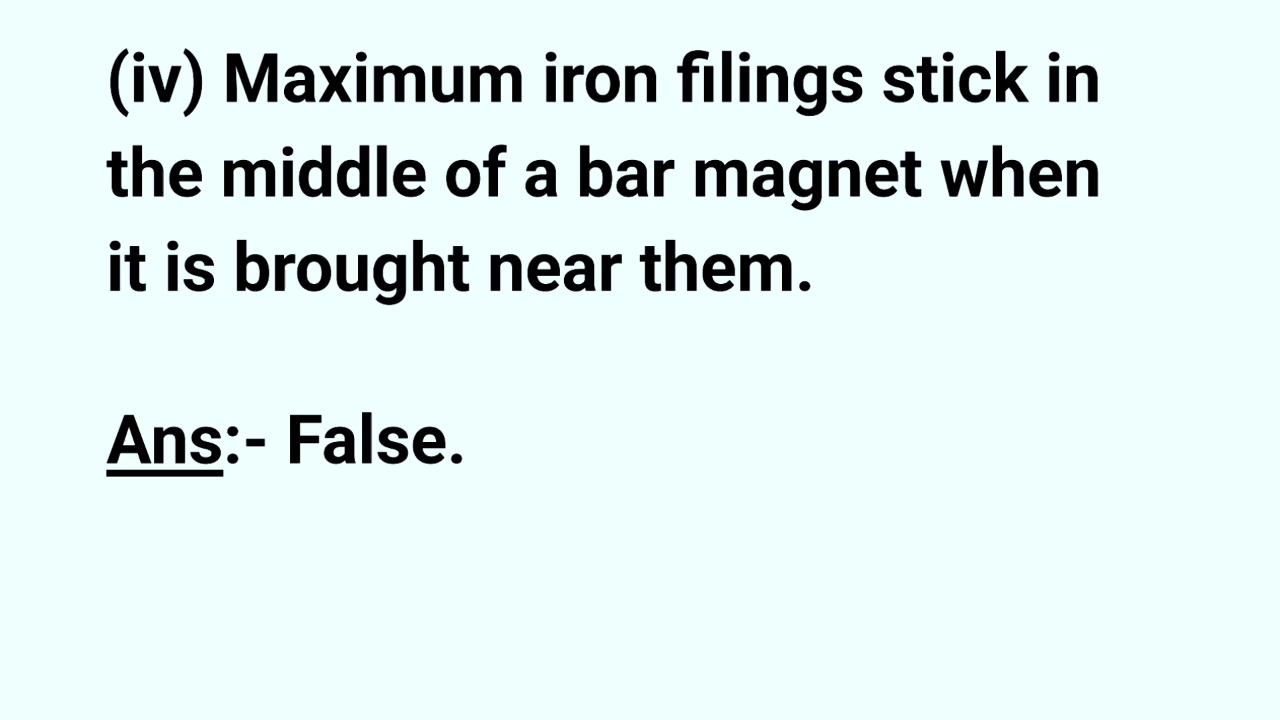 (iv) Maximum iron filings stick in
the middle of a bar magnet when
it is brought near them.
Ans:- False.